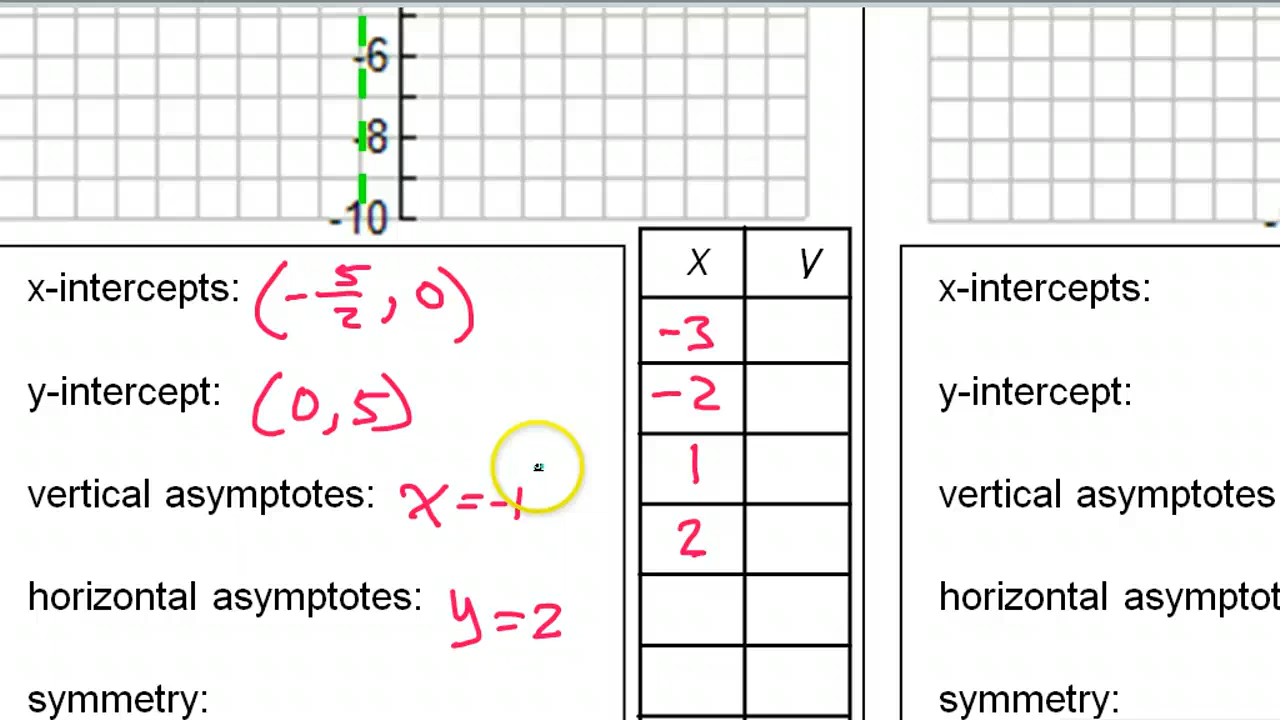 -6
-8
-10
x-intercepts: (-5/2, 0)
y-intercept: (0, 5)
vertical asymptotes: x = -1
horizontal asymptotes: y = 2
symmetry:
x y
-3
-2
1
2
x-intercepts:
y-intercept:
vertical asymptotes
horizontal asymptot
symmetry: